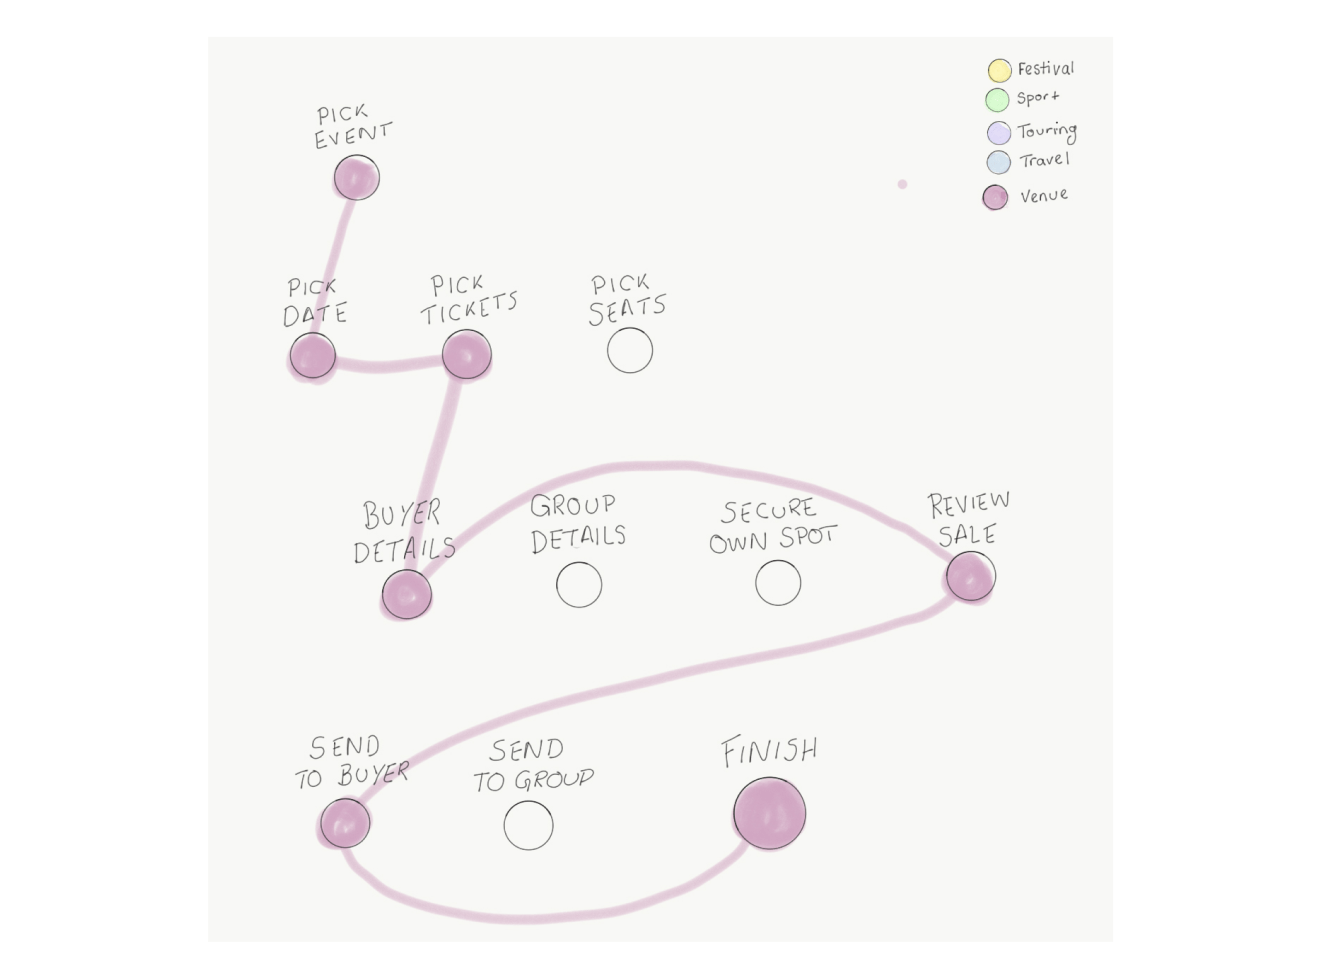 PICK
EVENT
Festival
Sport
Touring
Travel
Venue
PICK
DATE
PICK
TICKETS
PICK
SEATS
BUYER
DETAILS
GROUP
DETAILS
SECURE
OWN SPOT
REVIEW
SALE
SEND
TO BUYER
SEND
TO GROUP
FINISH